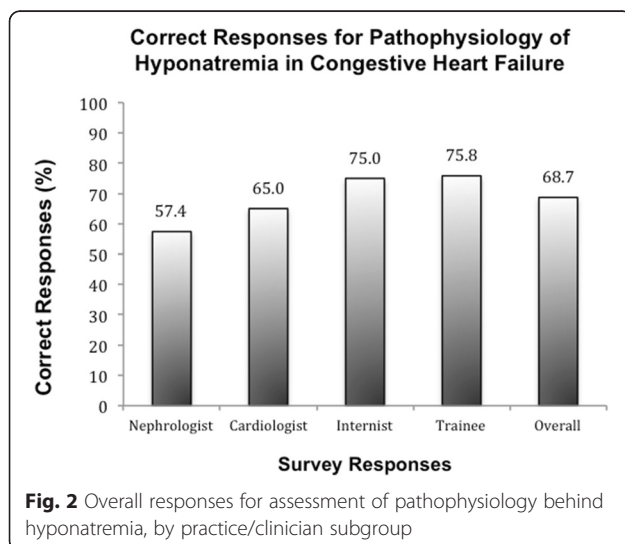 Correct Responses for Pathophysiology of
Hyponatremia in Congestive Heart Failure
Correct Responses (%)
100
90
80
70
60
50
40
30
20
10
0
57.4
65.0
75.0
75.8
68.7
Nephrologist Cardiologist Internist Trainee Overall
Survey Responses
Fig. 2 Overall responses for assessment of pathophysiology behind
hyponatremia, by practice/clinician subgroup